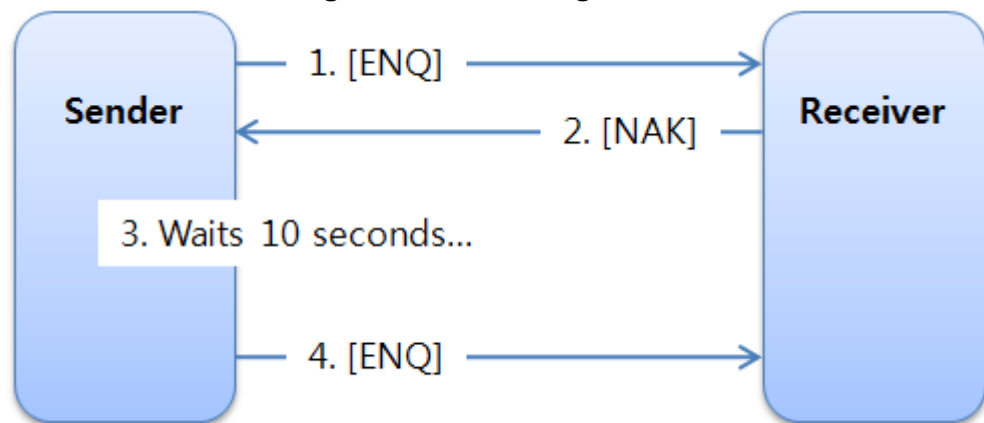 1. [ENQ]
Sender
Receiver
2. [NAK]
3. Waits 10 seconds...
4. [ENQ]